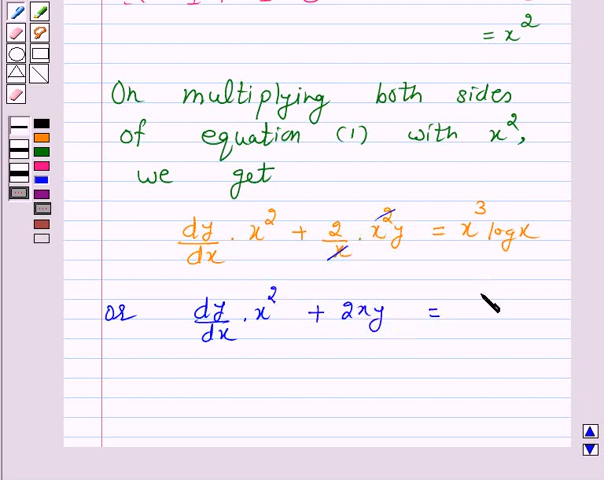 = x²
On multiplying both sides
of equation (1) with x²,
we get
dy/dx . x² + 2/x . x²y = x³ logx
or dy/dx . x² + 2xy =